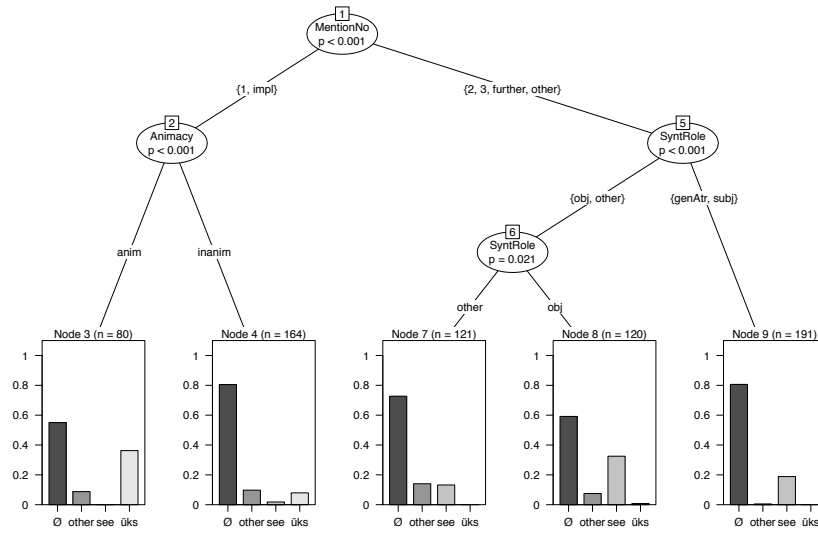 1
MentionNo
p < 0.001
{1, impl}
{2, 3, further, other}
2
Animacy
p < 0.001
5
SyntRole
p < 0.001
{obj, other}
{genAtr, subj}
6
SyntRole
p = 0.021
anim
inanim
other
obj
Node 3 (n = 80)
1
0.8
0.6
0.4
0.2
0
Ø other see üks
Node 4 (n = 164)
1
0.8
0.6
0.4
0.2
0
Ø other see üks
Node 7 (n = 121)
1
0.8
0.6
0.4
0.2
0
Ø other see üks
Node 8 (n = 120)
1
0.8
0.6
0.4
0.2
0
Ø other see üks
Node 9 (n = 191)
1
0.8
0.6
0.4
0.2
0
Ø other see üks